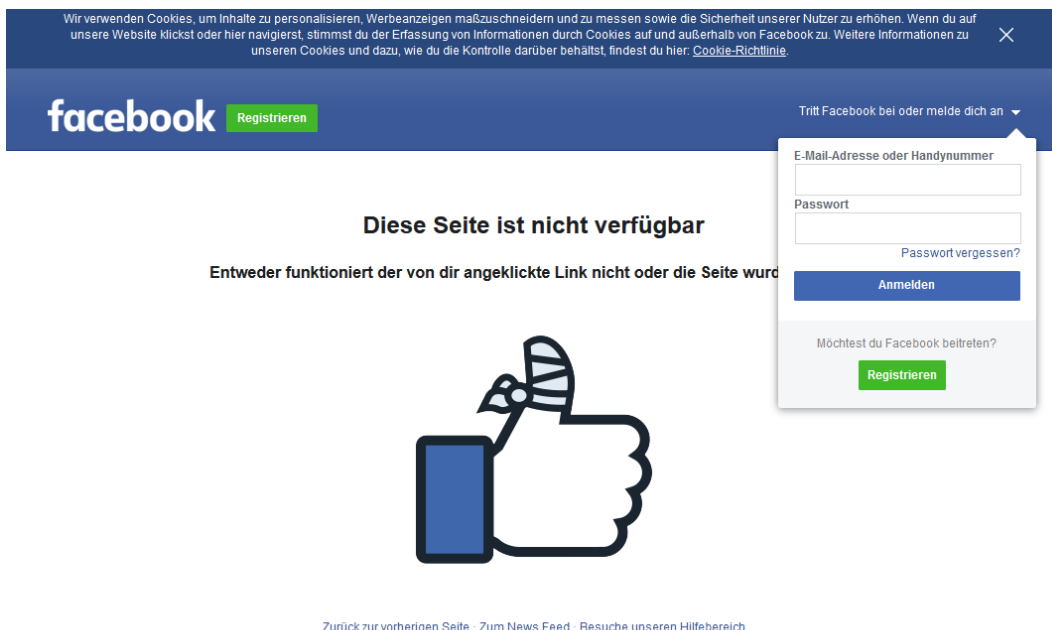 Wir verwenden Cookies, um Inhalte zu personalisieren, Werbeanzeigen maßzuschneidern und zu messen sowie die Sicherheit unserer Nutzer zu erhöhen. Wenn du auf
unsere Website klickst oder hier navigierst, stimmst du der Erfassung von Informationen durch Cookies auf und außerhalb von Facebook zu. Weitere Informationen zu
unseren Cookies und dazu, wie du die Kontrolle darüber behältst, findest du hier: Cookie-Richtlinie.
facebook
Registrieren
Tritt Facebook bei oder melde dich an
E-Mail-Adresse oder Handynummer
Passwort
Passwort vergessen?
Anmelden
Möchtest du Facebook beitreten?
Registrieren
Diese Seite ist nicht verfügbar
Entweder funktioniert der von dir angeklickte Link nicht oder die Seite
Zurück zur vorherigen Seite · Zum News Feed · Besuche unseren Hilfebereich